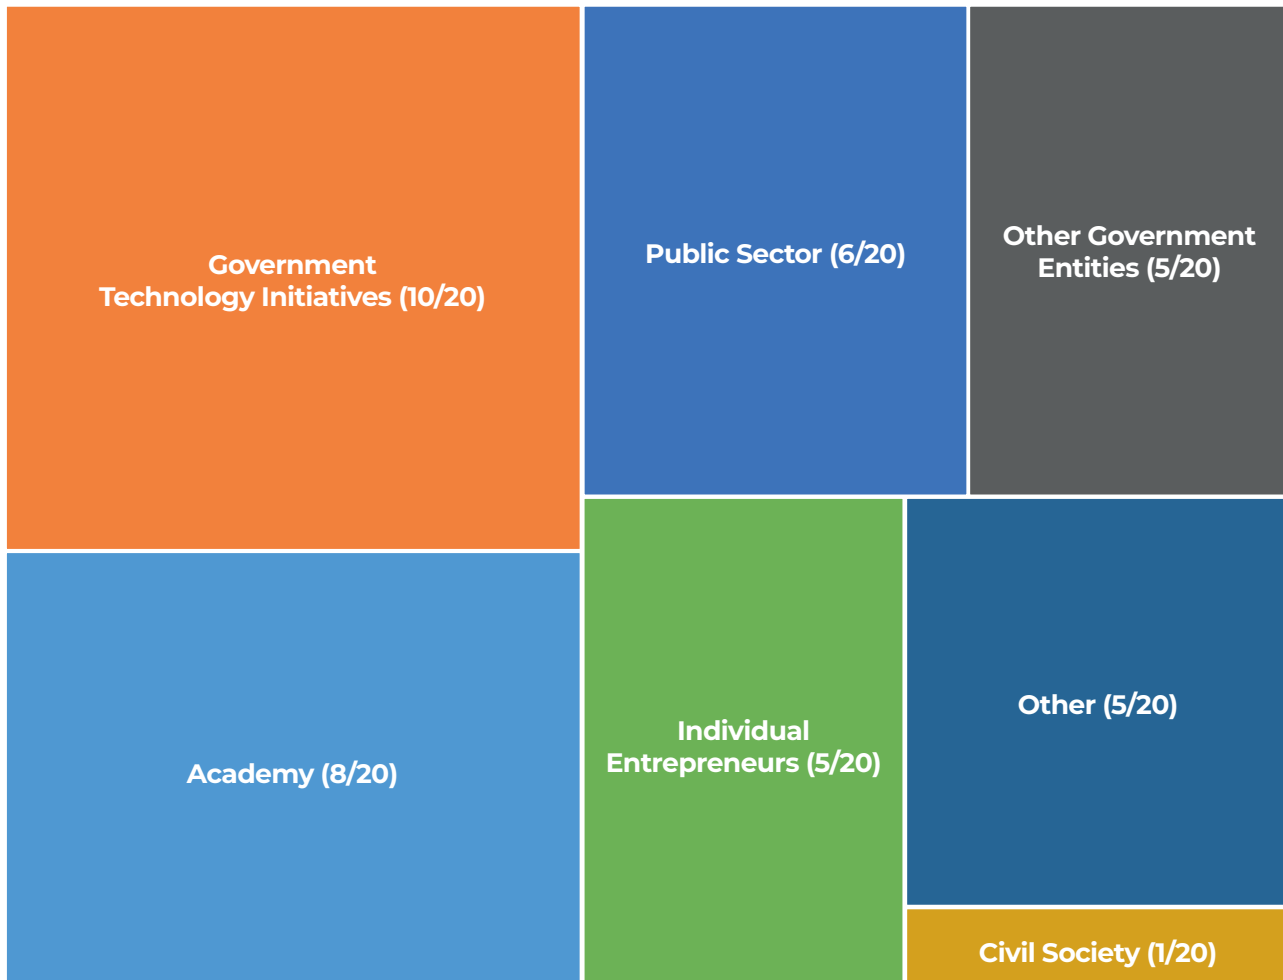 Government
Technology Initiatives (10/20)
Public Sector (6/20)
Other Government
Entities (5/20)
Academy (8/20)
Individual
Entrepreneurs (5/20)
Other (5/20)
Civil Society (1/20)